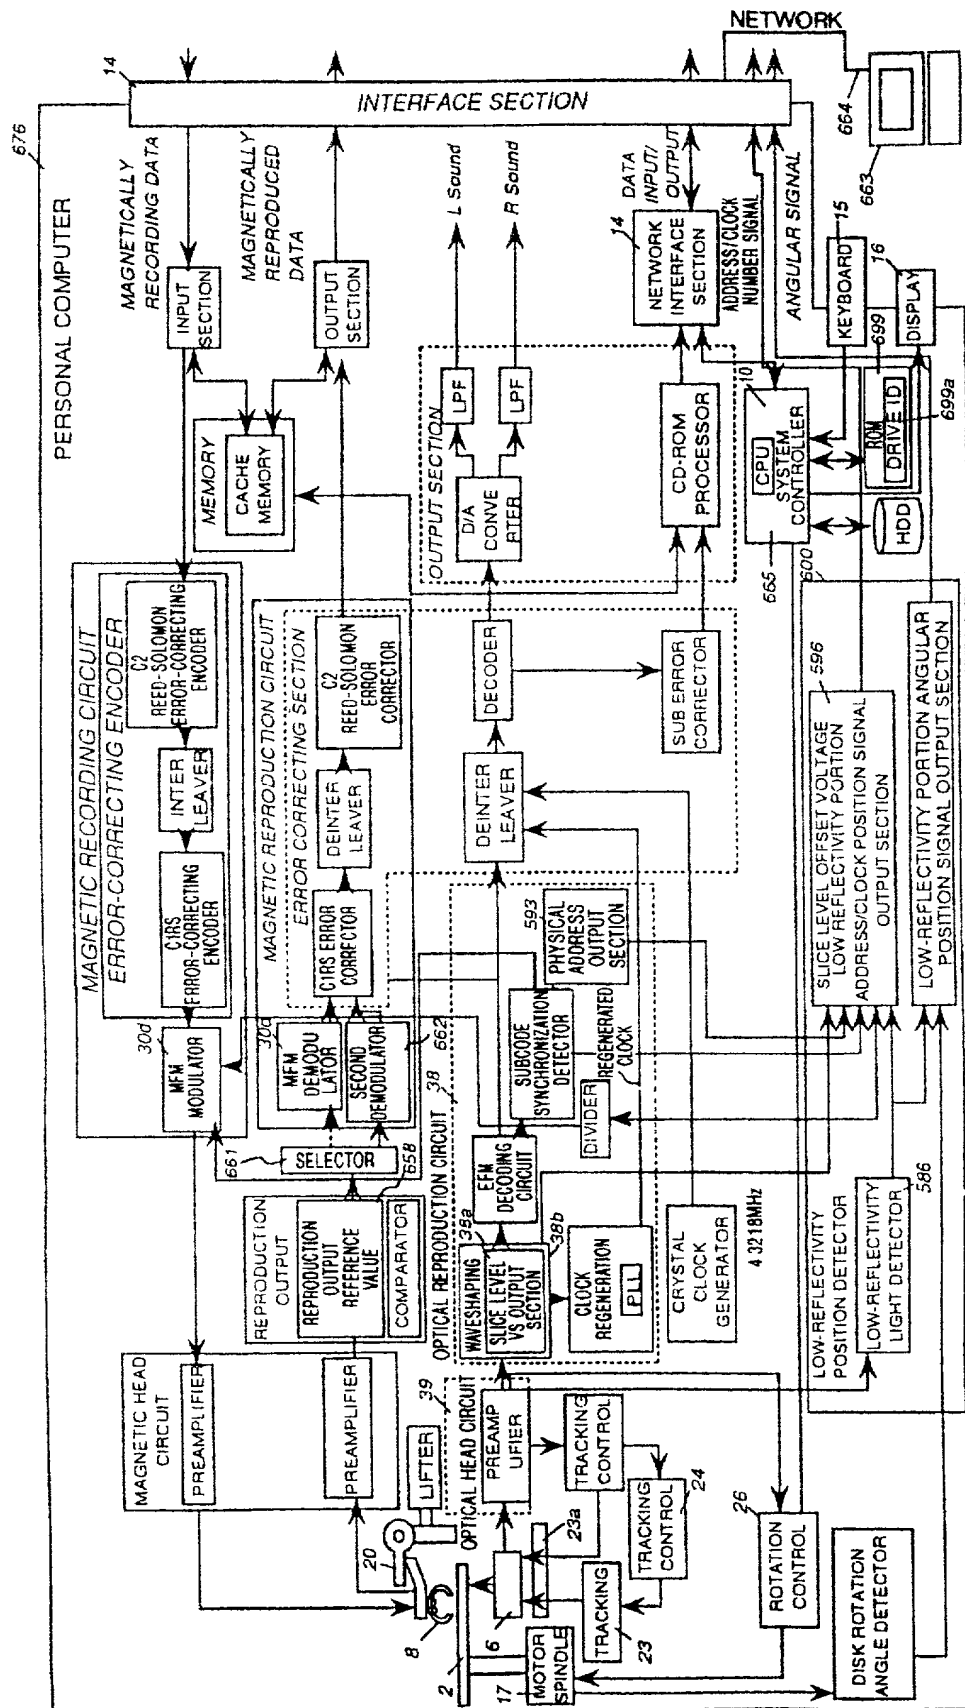 NETWORK
676
PERSONAL COMPUTER
14
INTERFACE SECTION
664
663
MAGNETICALLY
RECORDING DATA
MAGNETICALLY
REPRODUCED
DATA
L Sound
R Sound
DATA
INPUT/
OUTPUT
ADDRESS/CLOCK
NUMBER SIGNAL
ANGULAR SIGNAL
INPUT
SECTION
OUTPUT
SECTION
14
NETWORK
INTERFACE
SECTION
15
KEYBOARD
16
DISPLAY
MEMORY
CACHE
MEMORY
OUTPUT SECTION
LPF
LPF
D/A
CONVE
RTER
CD-ROM
PROCESSOR
10
CPU
SYSTEM
CONTROLLER
665
699
ROM
DRIVE ID
699a
HDD
600
MAGNETIC RECORDING CIRCUIT
ERROR-CORRECTING ENCODER
C2
REED-SOLOMON
ERROR-CORRECTING
ENCODER
INTER
LEAVER
C1RS
ERROR-CORRECTING
ENCODER
30d
MFM
MODULATOR
MAGNETIC REPRODUCTION CIRCUIT
ERROR CORRECTING SECTION
C2
REED-SOLOMON
ERROR
CORRECTOR
DEINTER
LEAVER
C1RS ERROR
CORRECTOR
30d
MFM
DEMODU
LATOR
SECOND
DEMODULATOR
662
661
SELECTOR
658
DECODER
DEINTER
LEAVER
SUB ERROR
CORRECTOR
596
SLICE LEVEL OFFSET VOLTAGE
LOW REFLECTIVITY PORTION
ADDRESS/CLOCK POSITION SIGNAL
OUTPUT SECTION
LOW-REFLECTIVITY PORTION ANGULAR
POSITION SIGNAL OUTPUT SECTION
REPRODUCTION
OUTPUT
REPRODUCTION
OUTPUT
REFERENCE
VALUE
COMPARATOR
OPTICAL REPRODUCTION CIRCUIT
38
593
PHYSICAL
ADDRESS
OUTPUT
SECTION
SUBCODE
SYNCHRONIZATION
DETECTOR
REGENERATED
CLOCK
DIVIDER
EFM
DECODING
CIRCUIT
38a
WAVESHAPING
SLICE LEVEL
VS OUTPUT
SECTION
38b
CLOCK
REGENERATION
PLL
CRYSTAL
CLOCK
GENERATOR
4 3218MHz
LOW-REFLECTIVITY
POSITION DETECTOR
LOW-REFLECTIVITY
LIGHT DETECTOR
586
MAGNETIC HEAD
CIRCUIT
PREAMPLIFIER
PREAMPLIFIER
LIFTER
20
8
2
6
17
MOTOR
SPINDLE
OPTICAL HEAD CIRCUIT
39
PREAMP
LIFIER
TRACKING
CONTROL
TRACKING
CONTROL
24
23a
TRACKING
23
26
ROTATION
CONTROL
DISK ROTATION
ANGLE DETECTOR